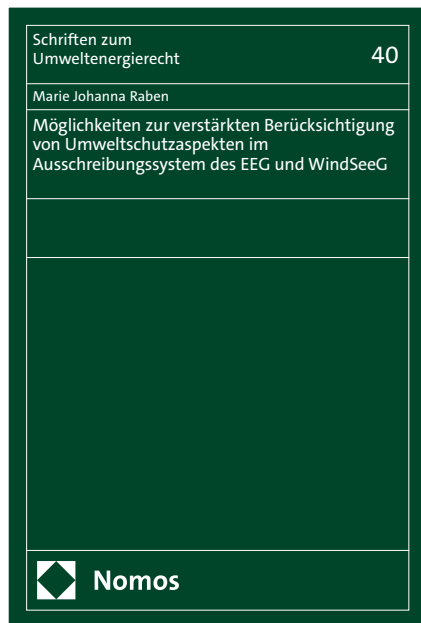 Schriften zum
Umweltenergierecht
40
Marie Johanna Raben
Möglichkeiten zur verstärkten Berücksichtigung
von Umweltschutzaspekten im
Ausschreibungssystem des EEG und WindSeeG
Nomos